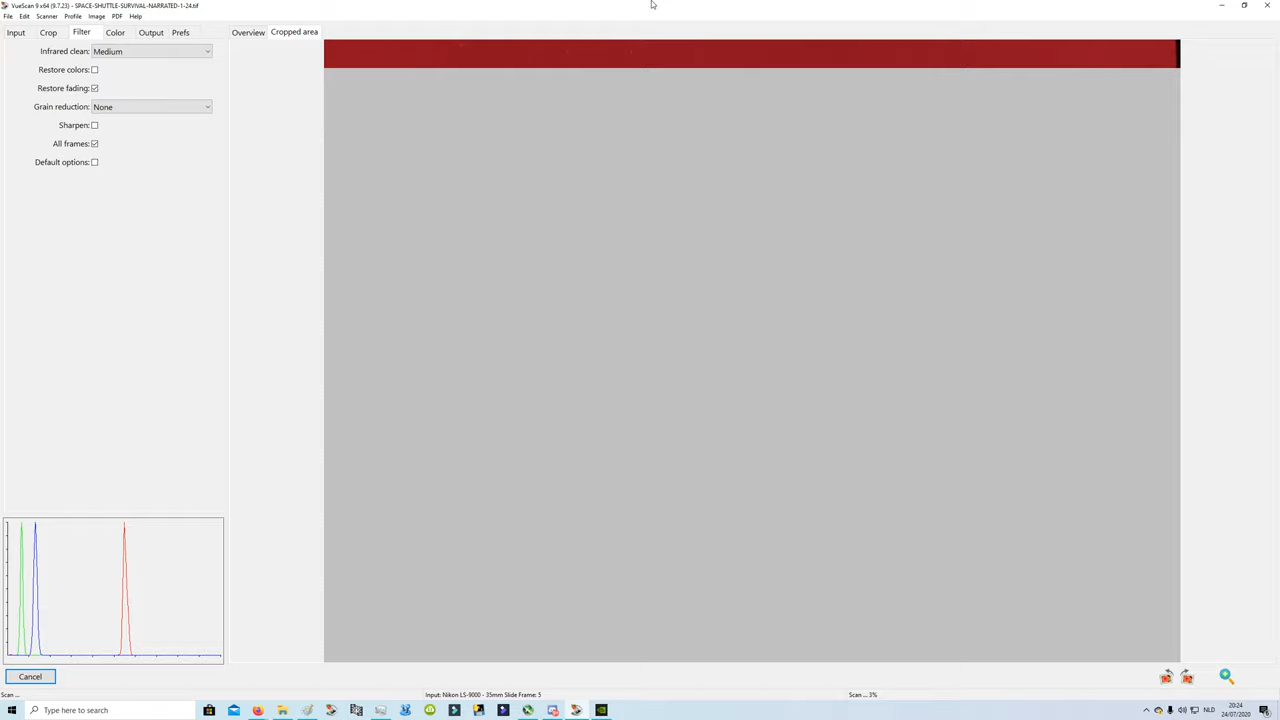 VueScan 9 x64 (9.7.23) - SPACE-SHUTTLE-SURVIVAL-NARRATED-1-24.tif
File Edit Scanner Profile Image PDF Help
Input Crop Filter Color Output Prefs Overview Cropped area
Infrared clean: Medium
Restore colors:
Restore fading:
Grain reduction: None
Sharpen:
All frames:
Default options:
Cancel
Scan ... Input: Nikon LS-9000 - 35mm Slide Frame: 5 Scan ... 3%
Type here to search NLD 20:24
24/07/2020